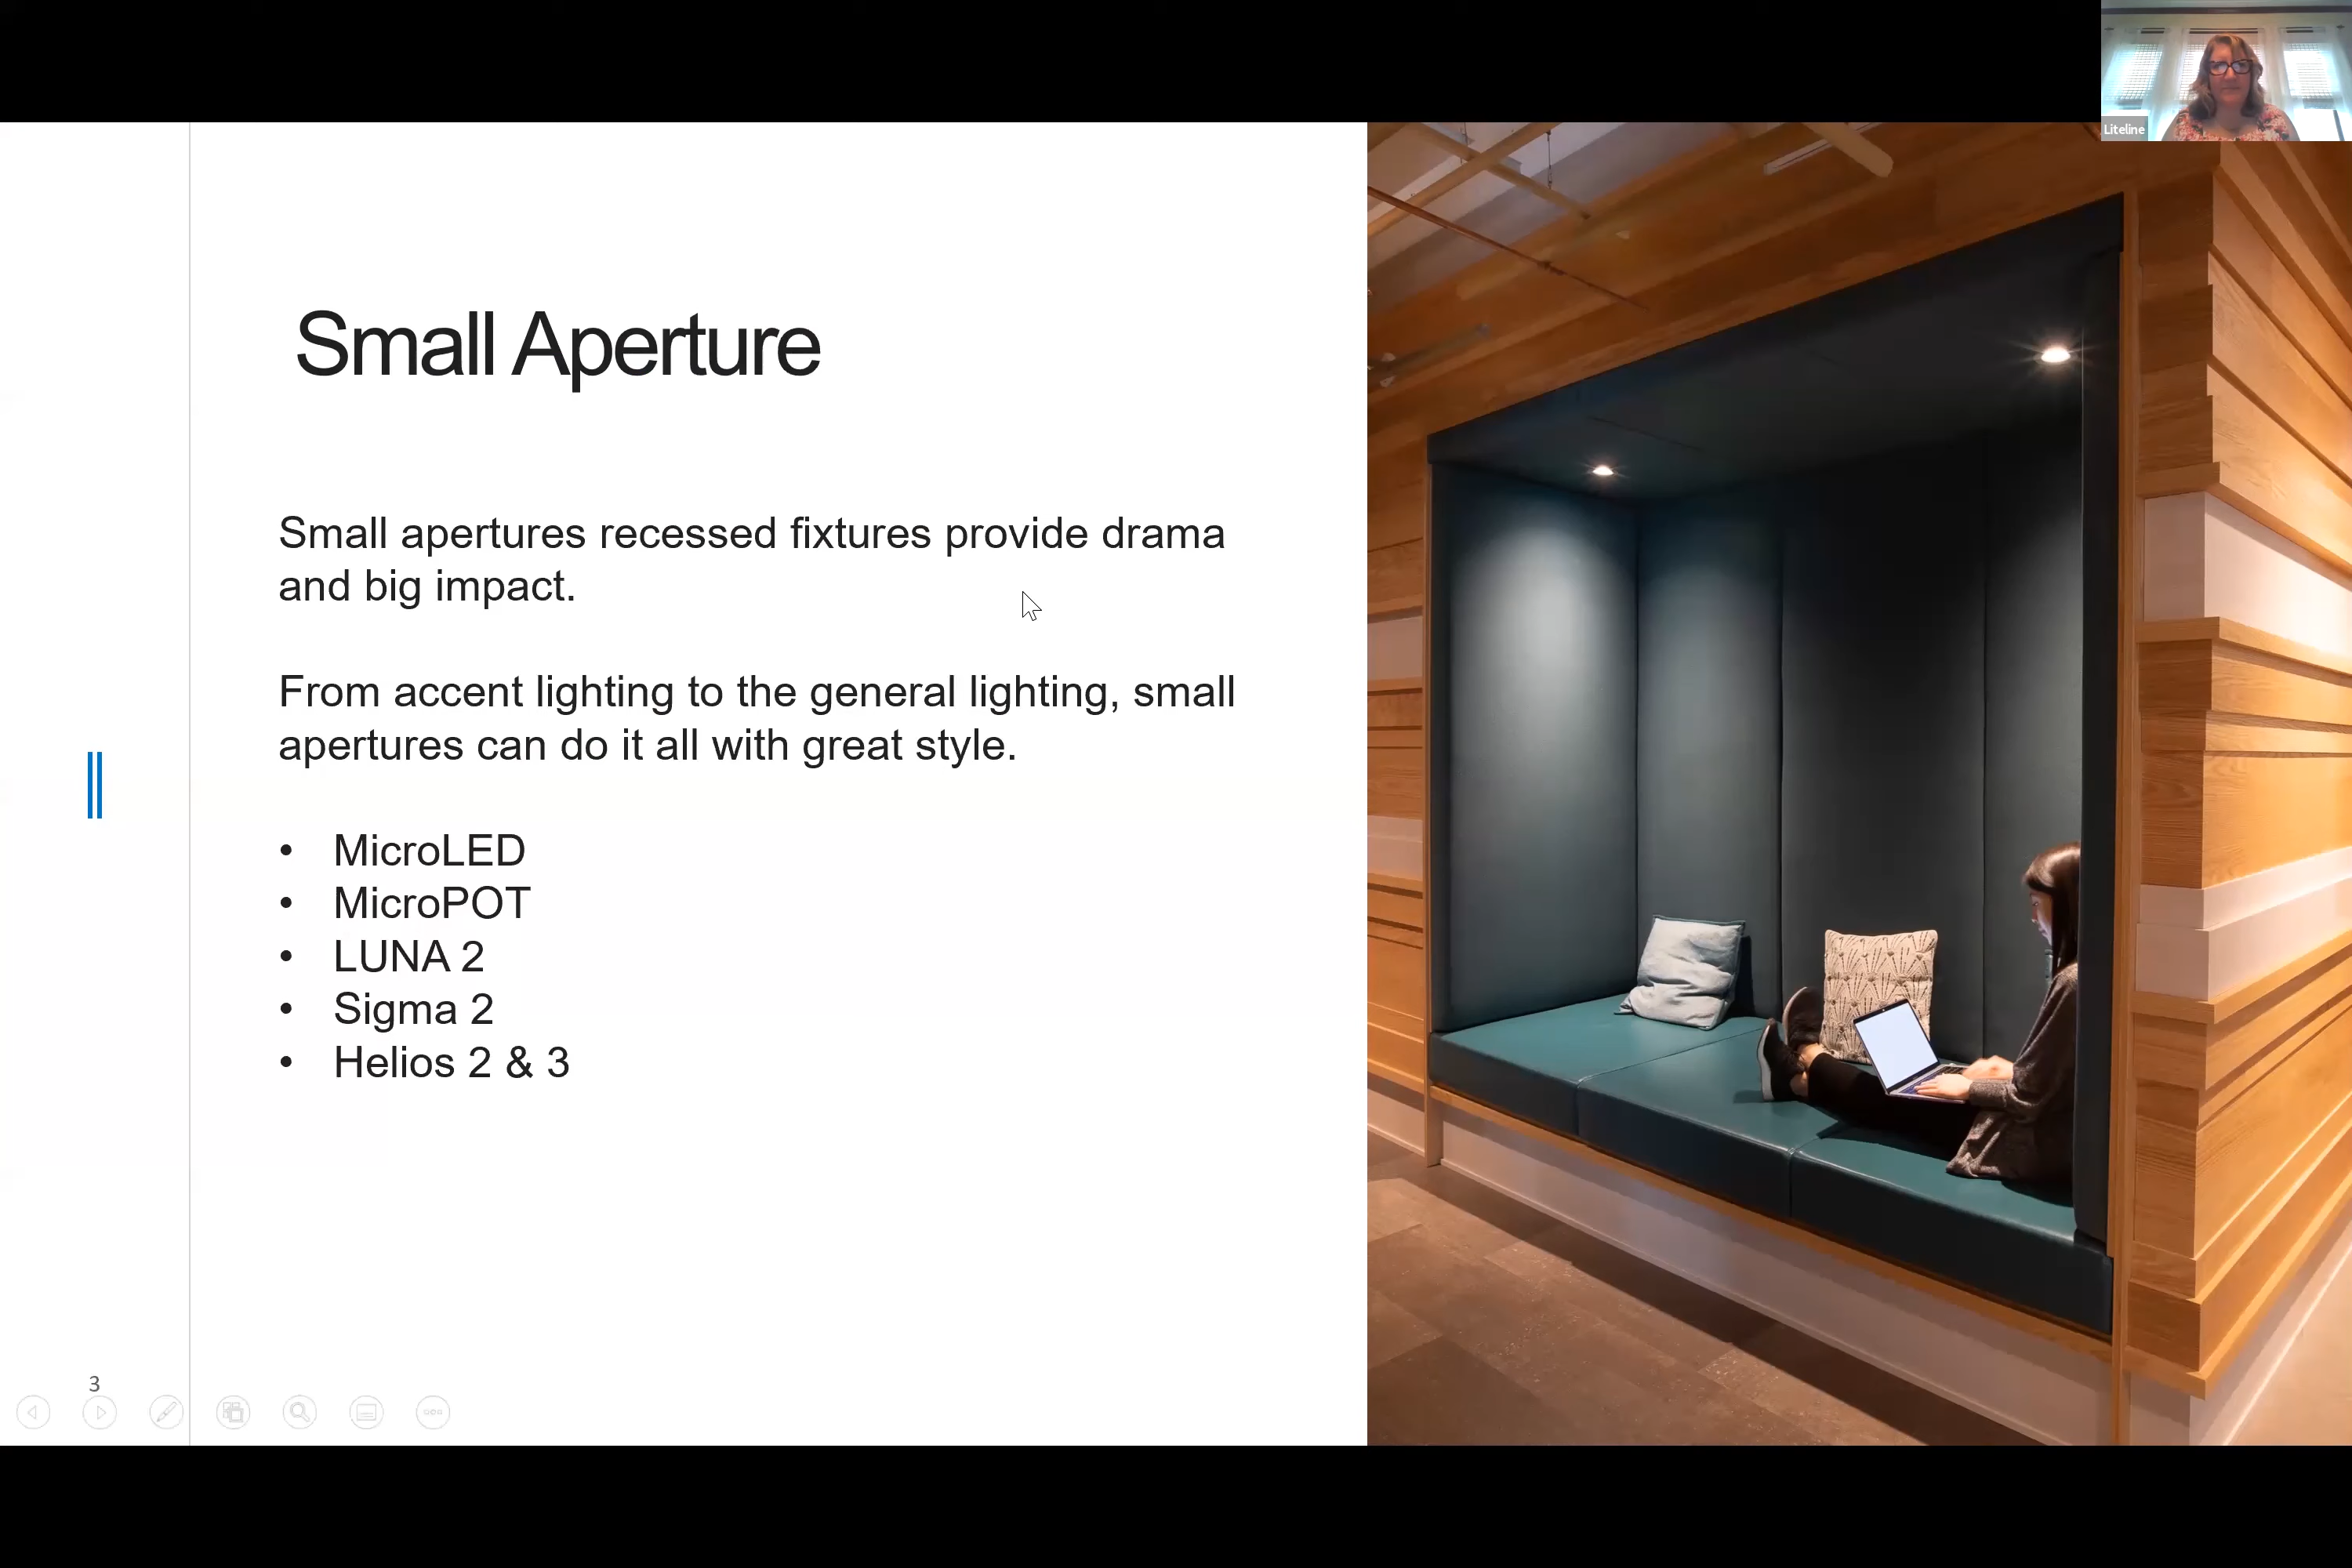 Liteline
Small Aperture
Small apertures recessed fixtures provide drama
and big impact.
From accent lighting to the general lighting, small
apertures can do it all with great style.
• MicroLED
• MicroPOT
• LUNA 2
• Sigma 2
• Helios 2 & 3
3